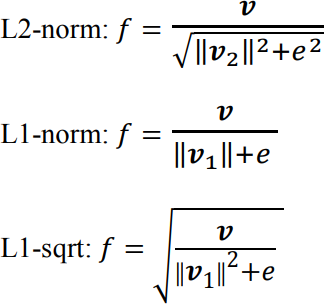 L2-norm: f = v / √(‖v₂‖² + e²)
L1-norm: f = v / (‖v₁‖ + e)
L1-sqrt: f = √(v / (‖v₁‖² + e))